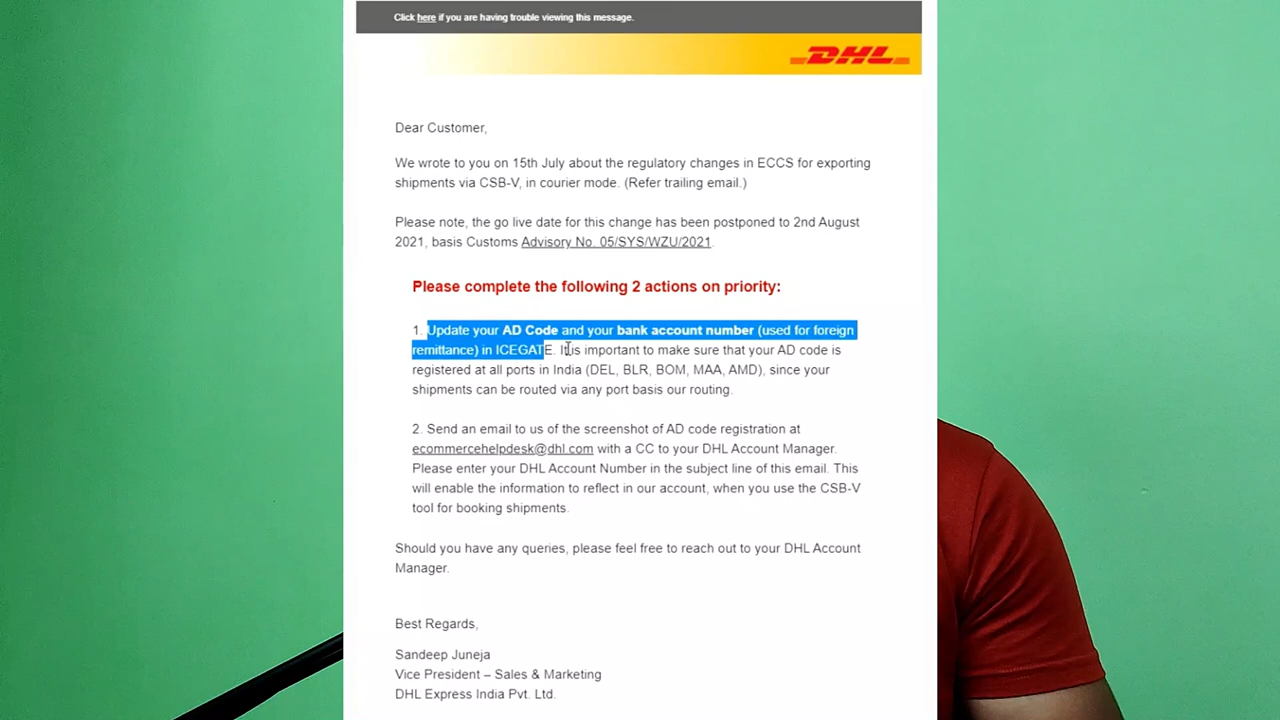 Click here if you are having trouble viewing this message.
DHL
Dear Customer,
We wrote to you on 15th July about the regulatory changes in ECCS for exporting
shipments via CSB-V, in courier mode. (Refer trailing email.)
Please note, the go live date for this change has been postponed to 2nd August
2021, basis Customs Advisory No. 05/SYS/WZU/2021.
Please complete the following 2 actions on priority:
1. Update your AD Code and your bank account number (used for foreign
remittance) in ICEGATE. It is important to make sure that your AD code is
registered at all ports in India (DEL, BLR, BOM, MAA, AMD), since your
shipments can be routed via any port basis our routing.
2. Send an email to us of the screenshot of AD code registration at
ecommercehelpdesk@dhl.com with a CC to your DHL Account Manager.
Please enter your DHL Account Number in the subject line of this email. This
will enable the information to reflect in our account, when you use the CSB-V
tool for booking shipments.
Should you have any queries, please feel free to reach out to your DHL Account
Manager.
Best Regards,
Sandeep Juneja
Vice President – Sales & Marketing
DHL Express India Pvt. Ltd.